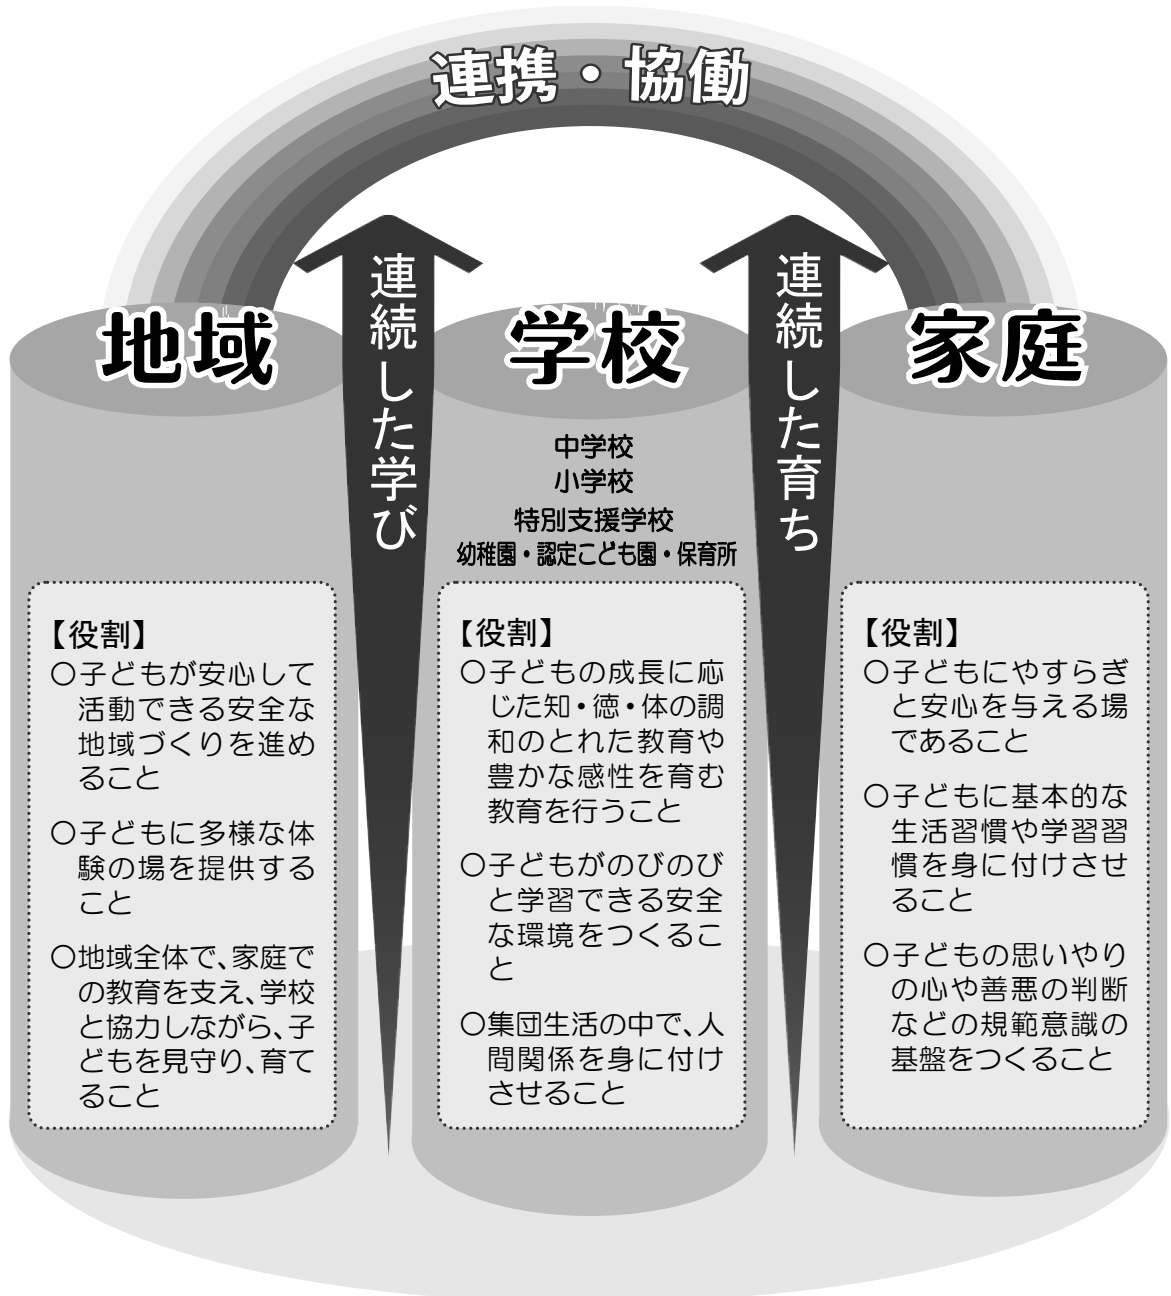 連携・協働
地域
連続した学び
学校
連続した育ち
家庭
中学校
小学校
特別支援学校
幼稚園・認定こども園・保育所
【役割】
〇子どもが安心して
活動できる安全な
地域づくりを進め
ること
〇子どもに多様な体
験の場を提供する
こと
〇地域全体で、家庭で
の教育を支え、学校
と協力しながら、子
どもを見守り、育て
ること
【役割】
〇子どもの成長に応
じた知・徳・体の調
和のとれた教育や
豊かな感性を育む
教育を行うこと
〇子どもがのびのび
と学習できる安全
な環境をつくるこ
と
〇集団生活の中で、人
間関係を身に付け
させること
【役割】
〇子どもにやすらぎ
と安心を与える場
であること
〇子どもに基本的な
生活習慣や学習習
慣を身に付けさせ
ること
〇子どもの思いやり
の心や善悪の判断
などの規範意識の
基盤をつくること